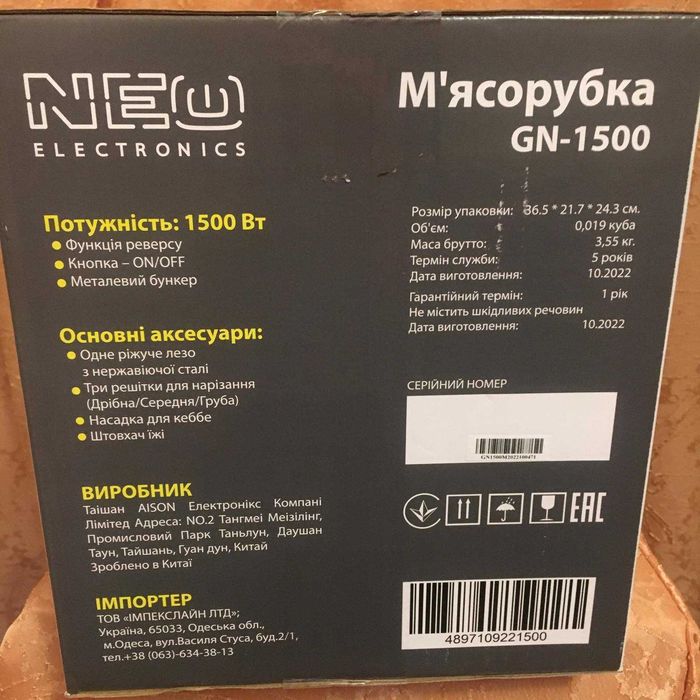 NEO
ELECTRONICS
М'ясорубка
GN-1500
Потужність: 1500 Вт
Функція реверсу
Кнопка – ON/OFF
Металевий бункер
Розмір упаковки: 36.5 * 21.7 * 24.3 см.
Об'єм: 0,019 куба
Маса брутто: 3,55 кг.
Термін служби: 5 років
Дата виготовлення: 10.2022
Гарантійний термін: 1 рік
Не містить шкідливих речовин
Дата виготовлення: 10.2022
Основні аксесуари:
Одне ріжуче лезо
з нержавіючої сталі
Три решітки для нарізання
(Дрібна/Середня/Груба)
Насадка для кеббе
Штовхач їжі
СЕРІЙНИЙ НОМЕР
GN1500M2022100471
ВИРОБНИК
Таішан AISON Електронікс Компані
Лімітед Адреса: NO.2 Тангмеі Меізілінг,
Промисловий Парк Таньлун, Даушан
Таун, Тайшань, Гуан дун, Китай
Зроблено в Китаї
EAC
ІМПОРТЕР
ТОВ «ІМПЕКСЛАЙН ЛТД»;
Україна, 65033, Одеська обл.,
м.Одеса, вул.Василя Стуса, буд.2/1,
тел.+38 (063)-634-38-13
4897109221500